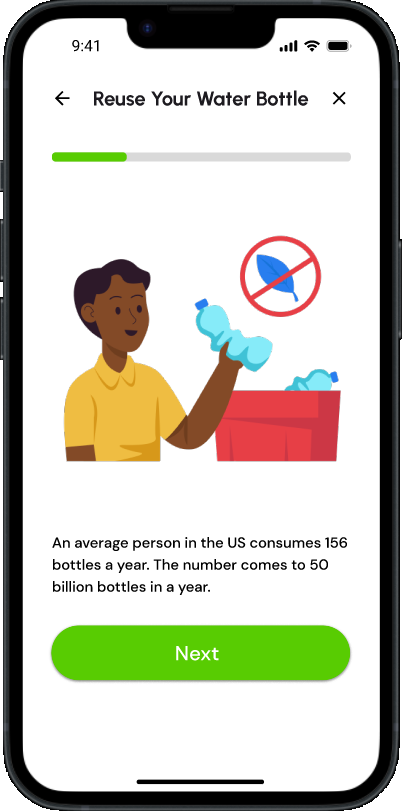 9:41
Reuse Your Water Bottle
An average person in the US consumes 156
bottles a year. The number comes to 50
billion bottles in a year.
Next